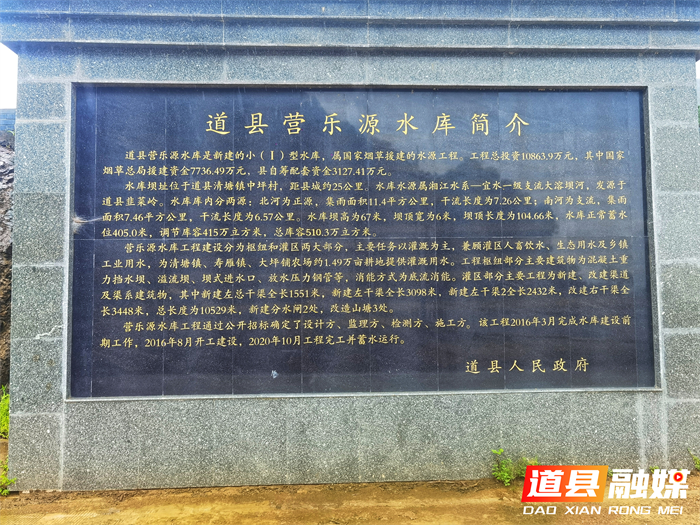 道县营乐源水库简介
道县营乐源水库是新建的小（Ⅰ）型水库，属国家烟草援建的水源工程。工程总投资10863.9万元，其中国家
烟草总局援建资金7736.49万元，县自筹配套资金3127.41万元。
水库坝址位于道县清塘镇中坪村，距县城约25公里。水库水源属湘江水系—宜水一级支流大溶坝河，发源于
道县韭菜岭。水库库内分两源：北河为正源，集雨面积11.4平方公里，干流长度为7.26公里；南河为支流，集雨
面积7.46平方公里，干流长度为6.57公里。水库坝高为67米，坝顶宽为6米，坝顶长度为104.66米，水库正常蓄水
位405.0米，调节库容415万立方米，总库容510.3万立方米。
营乐源水库工程建设分为枢纽和灌区两大部分，主要任务以灌溉为主，兼顾灌区人畜饮水、生态用水及乡镇
工业用水，为清塘镇、寿雁镇、大坪铺农场约1.49万亩耕地提供灌溉用水。工程枢纽部分主要建筑物为混凝土重
力挡水坝、溢流坝、坝式进水口、放水压力钢管等，消能方式为底流消能。灌区部分主要工程为新建、改建渠道
及渠系建筑物，其中新建左总干渠全长1551米，新建左干渠全长3098米，新建左干渠2全长2432米，改建右干渠全
长3448米，总长度为10529米，新建分水闸2处，改造山塘3处。
营乐源水库工程通过公开招标确定了设计方、监理方、检测方、施工方。该工程2016年3月完成水库建设前
期工作，2016年8月开工建设，2020年10月工程完工并蓄水运行。
道县人民政府
道县融媒
DAO XIAN RONG MEI